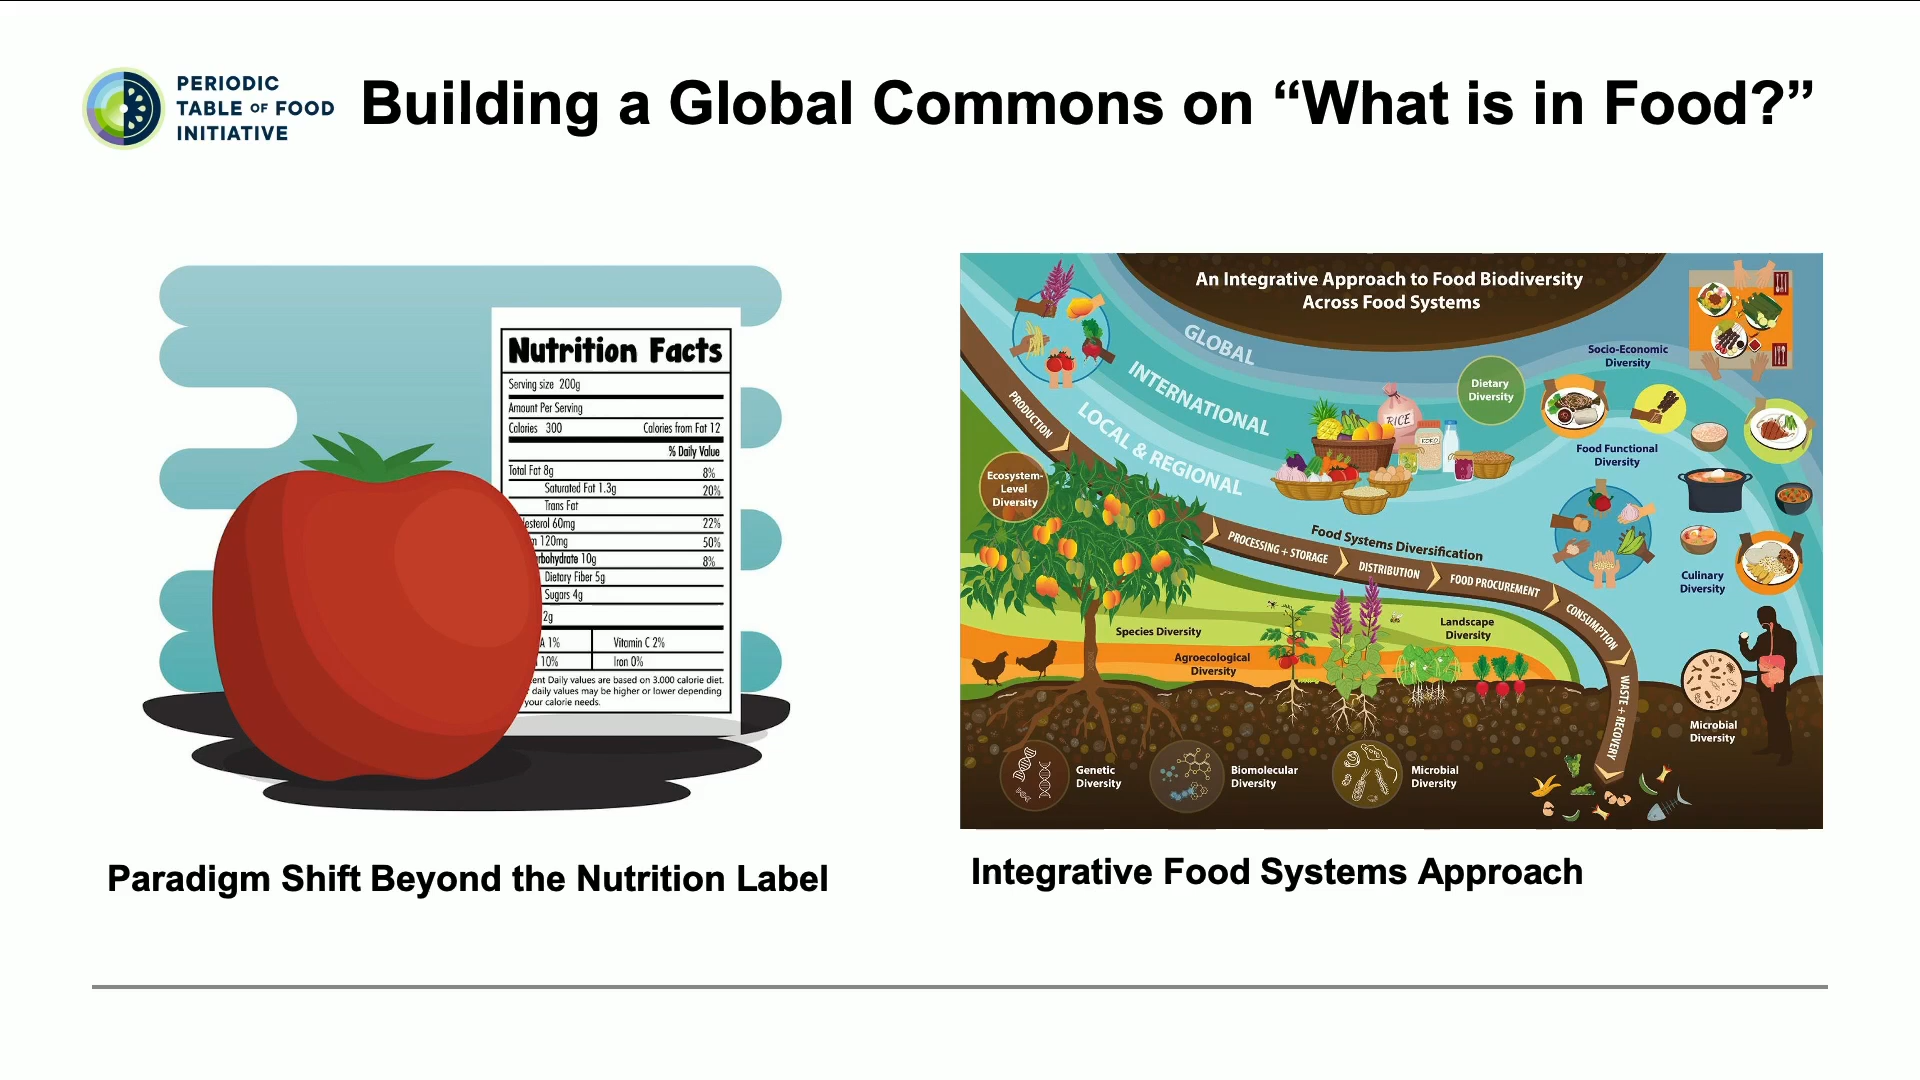 PERIODIC
TABLE OF FOOD
INITIATIVE
Building a Global Commons on “What is in Food?”
Nutrition Facts
Serving size 200g
Amount Per Serving
Calories 300 Calories from Fat 12
% Daily Value
Total Fat 8g 8%
Saturated Fat 1.3g 20%
Trans Fat
esterol 60mg 22%
120mg 50%
rbohydrate 10g 8%
Dietary Fiber 5g
Sugars 4g
2g
A 1% Vitamin C 2%
10% Iron 0%
ent Daily values are based on 3.000 calorie diet.
daily values may be higher or lower depending
your calorie needs.
Paradigm Shift Beyond the Nutrition Label
An Integrative Approach to Food Biodiversity
Across Food Systems
GLOBAL
INTERNATIONAL
LOCAL & REGIONAL
PRODUCTION
Ecosystem-
Level
Diversity
Dietary
Diversity
RICE
Socio-Economic
Diversity
Food Functional
Diversity
Culinary
Diversity
Food Systems Diversification
PROCESSING + STORAGE
DISTRIBUTION
FOOD PROCUREMENT
CONSUMPTION
WASTE + RECOVERY
Species Diversity
Landscape
Diversity
Agroecological
Diversity
Microbial
Diversity
Genetic
Diversity
Biomolecular
Diversity
Microbial
Diversity
Integrative Food Systems Approach